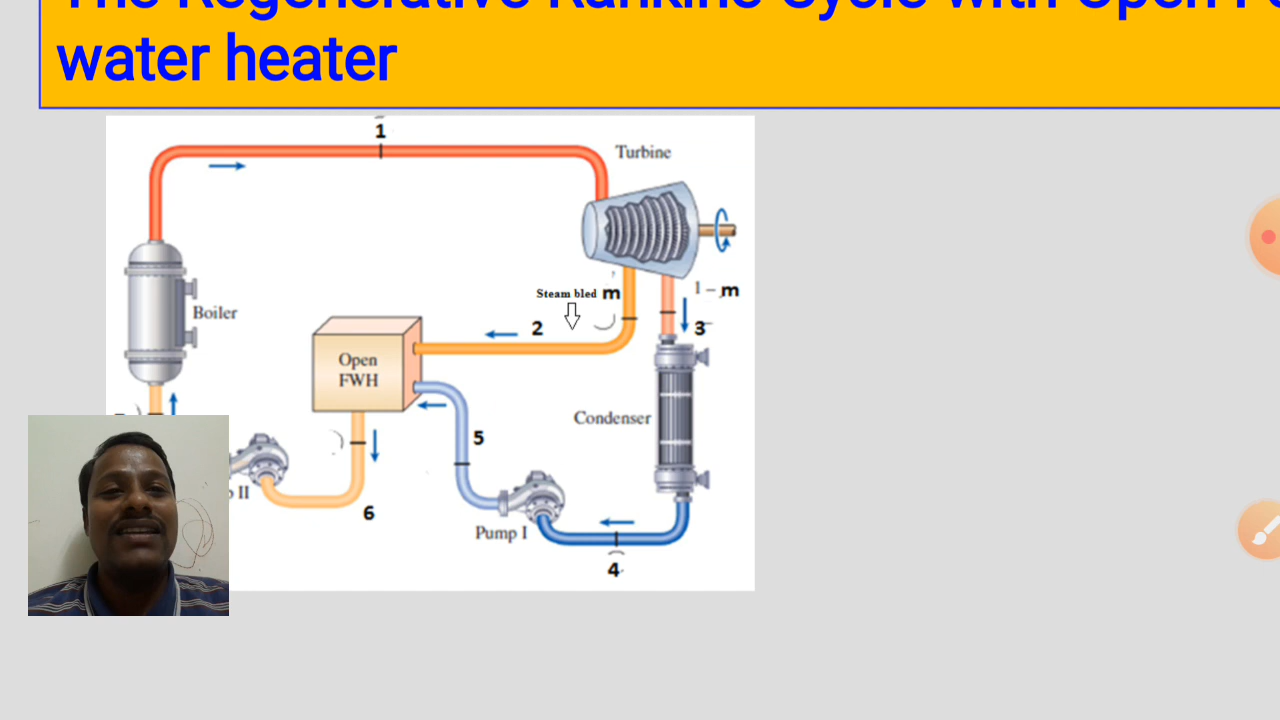 The Regenerative Rankine Cycle with Open
water heater
1
Turbine
Steam bled m
1 - m
2
3
Boiler
Open
FWH
Condenser
5
II
6
Pump I
4